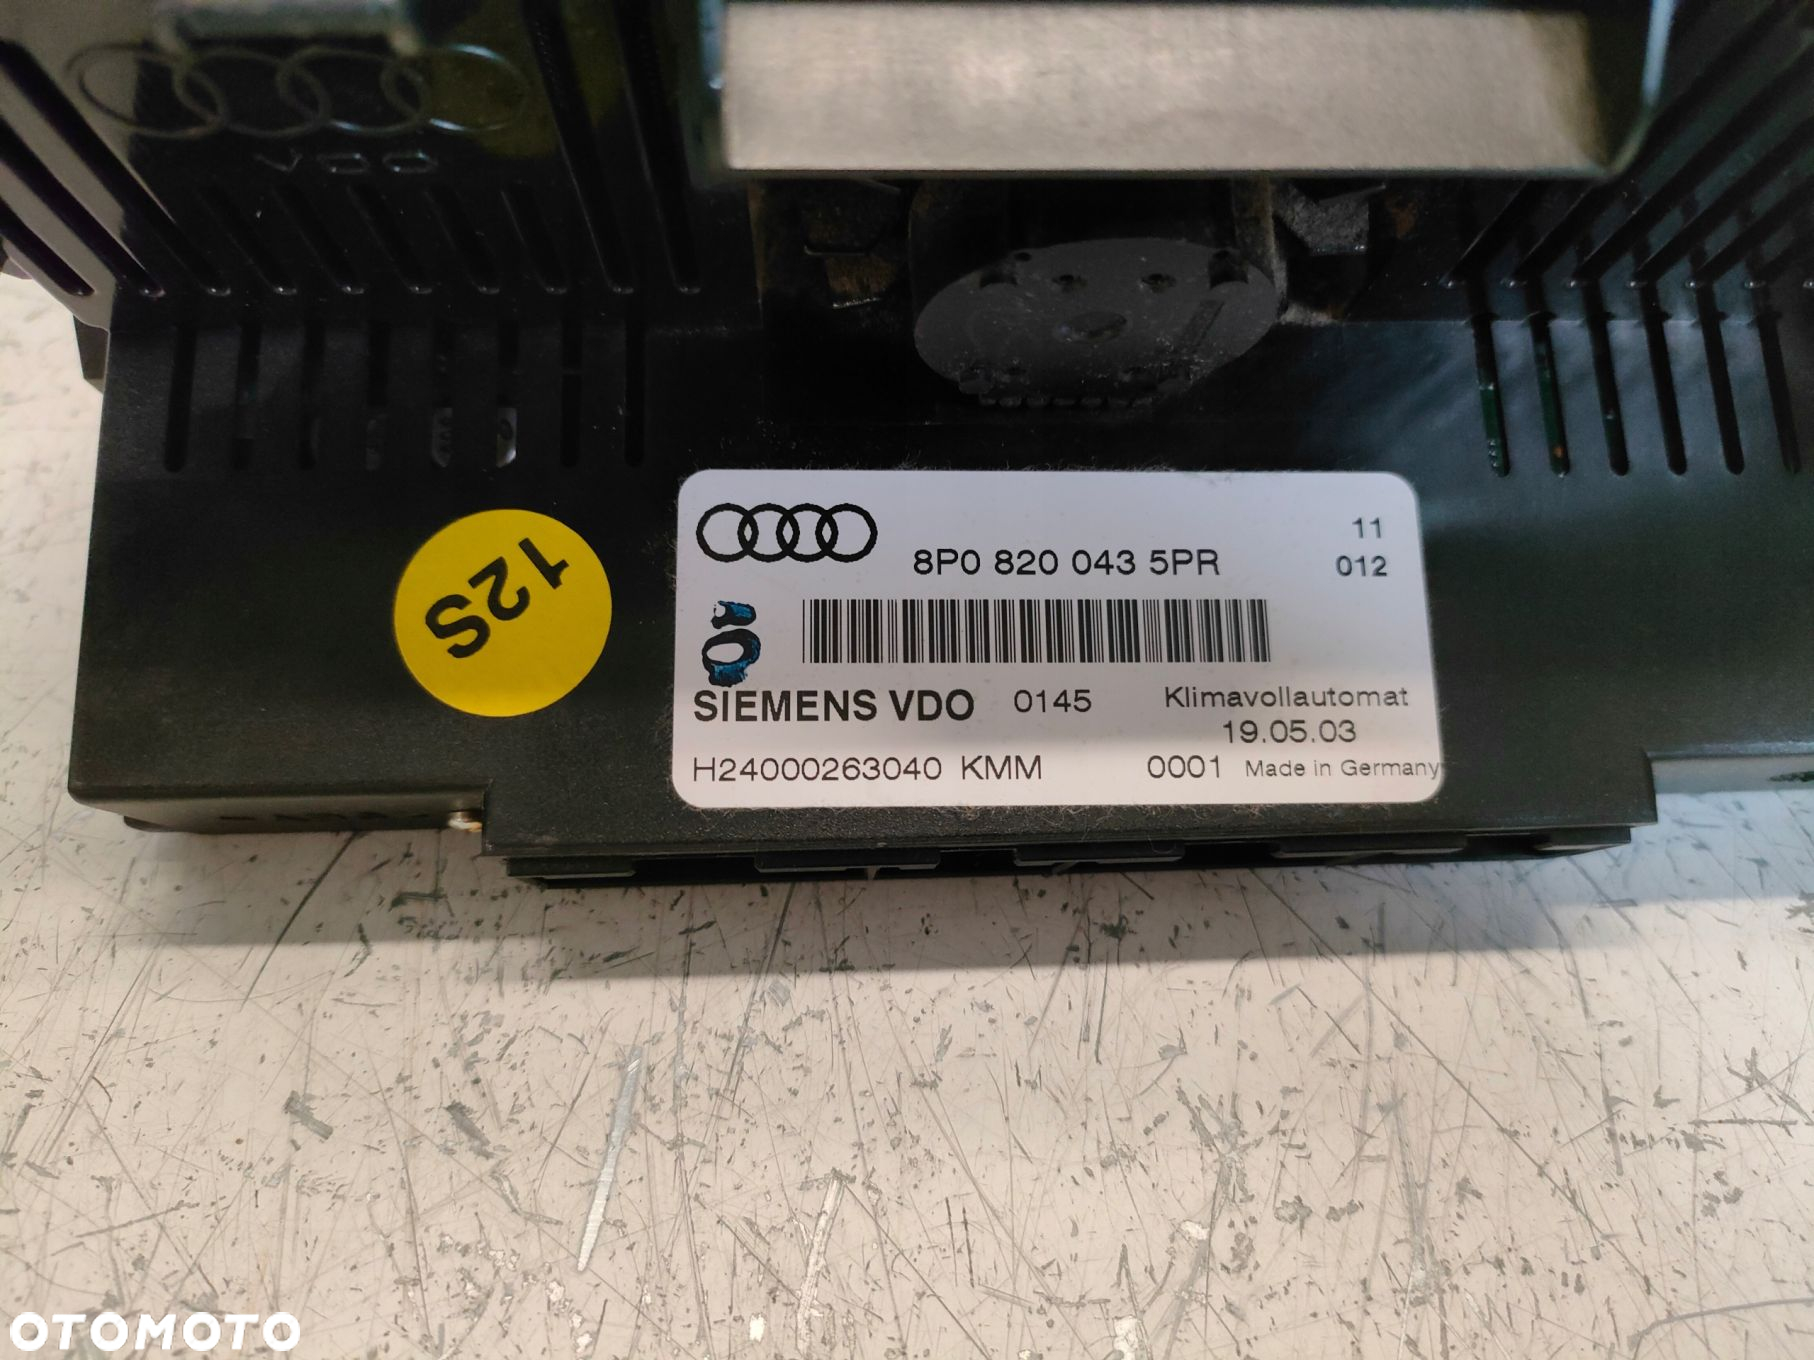 VDO
12S
8P0 820 043 5PR
11
012
SIEMENS VDO 0145 Klimavollautomat
19.05.03
H24000263040 KMM 0001 Made in Germany
OTOMOTO